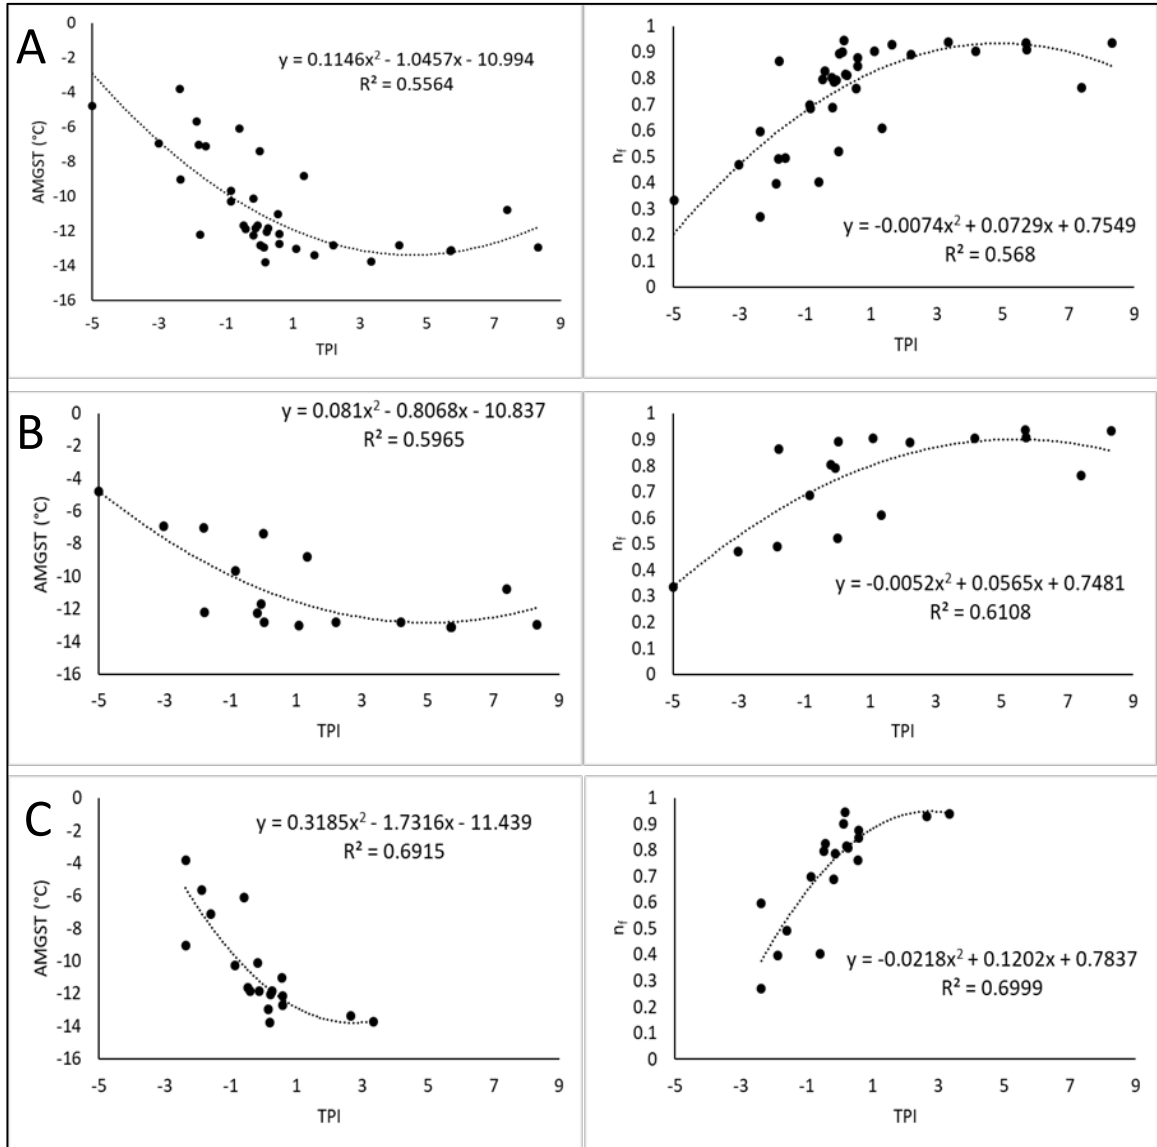 A
y = 0.1146x² - 1.0457x - 10.994
R² = 0.5564
AMGST (°C)
0
-2
-4
-6
-8
-10
-12
-14
-16
-5 -3 -1 1 3 5 7 9
TPI
n_f
1
0.9
0.8
0.7
0.6
0.5
0.4
0.3
0.2
0.1
0
y = -0.0074x² + 0.0729x + 0.7549
R² = 0.568
-5 -3 -1 1 3 5 7 9
TPI
B
y = 0.081x² - 0.8068x - 10.837
R² = 0.5965
AMGST (°C)
0
-2
-4
-6
-8
-10
-12
-14
-16
-5 -3 -1 1 3 5 7 9
TPI
n_f
1
0.9
0.8
0.7
0.6
0.5
0.4
0.3
0.2
0.1
0
y = -0.0052x² + 0.0565x + 0.7481
R² = 0.6108
-5 -3 -1 1 3 5 7 9
TPI
C
y = 0.3185x² - 1.7316x - 11.439
R² = 0.6915
AMGST (°C)
0
-2
-4
-6
-8
-10
-12
-14
-16
-5 -3 -1 1 3 5 7 9
TPI
n_f
1
0.9
0.8
0.7
0.6
0.5
0.4
0.3
0.2
0.1
0
y = -0.0218x² + 0.1202x + 0.7837
R² = 0.6999
-5 -3 -1 1 3 5 7 9
TPI